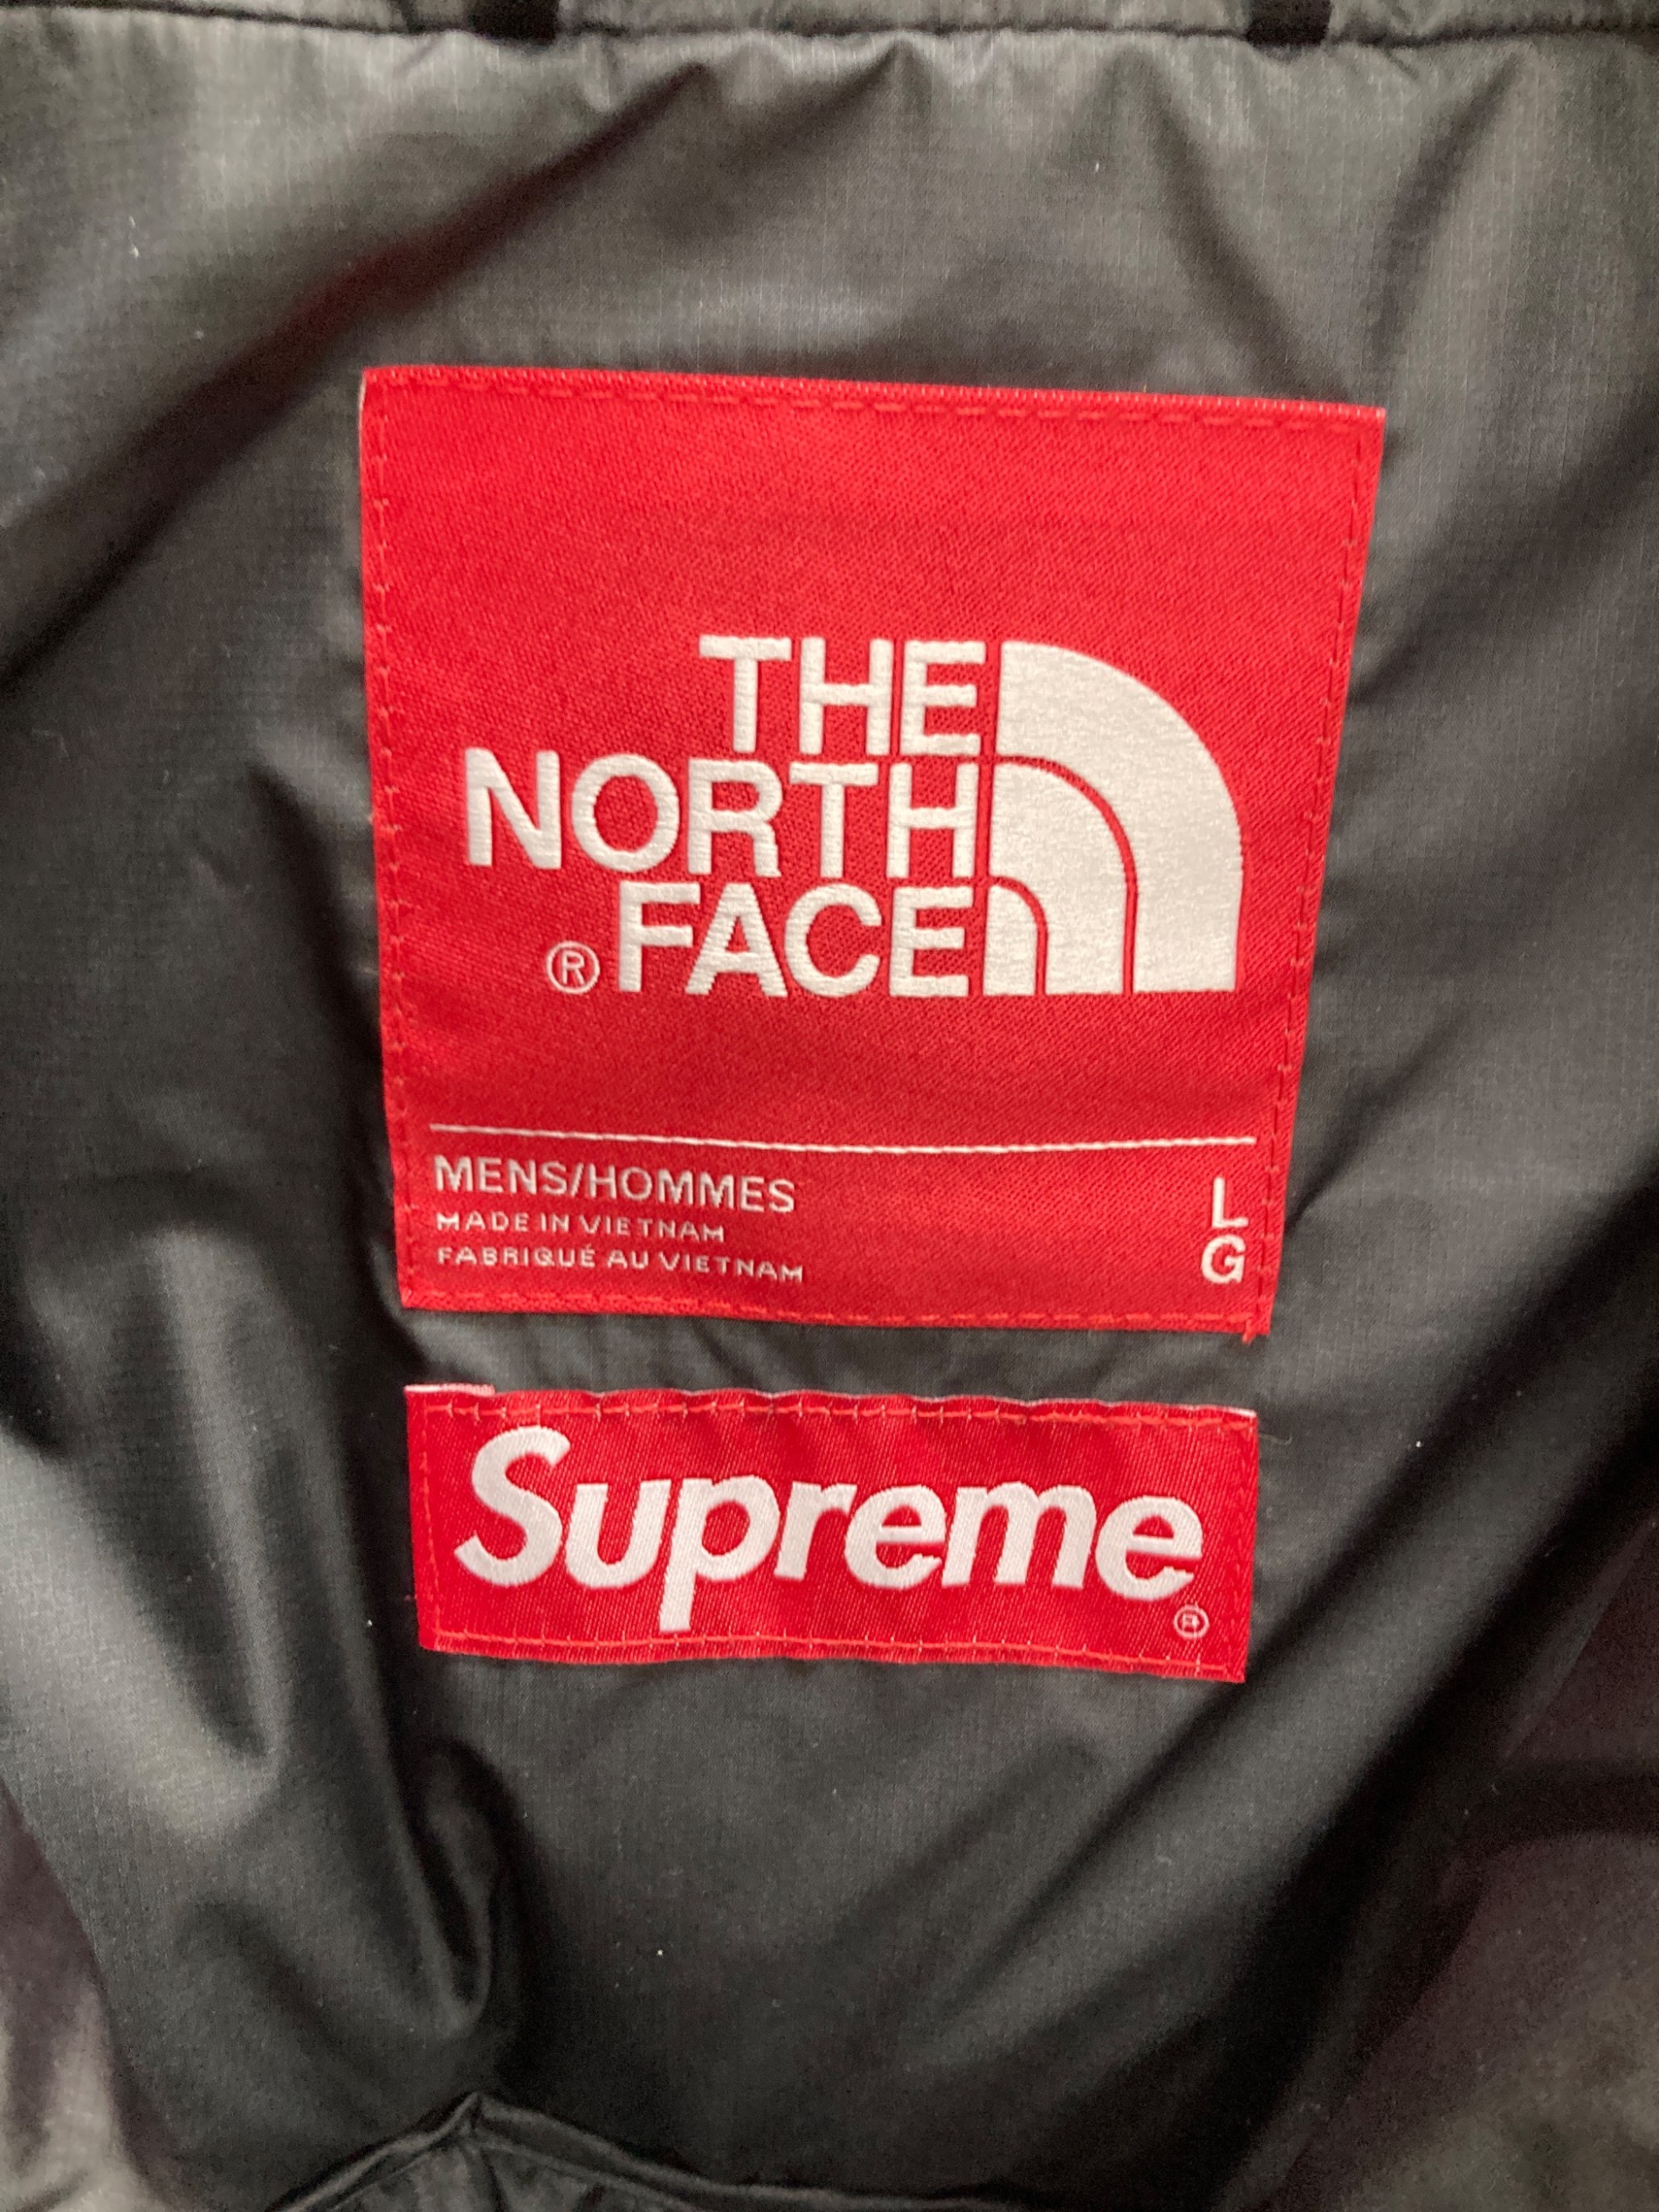 THE
NORTH
® FACE
MENS/HOMMES
MADE IN VIETNAM
FABRIQUÉ AU VIETNAM
L
G
Supreme
®